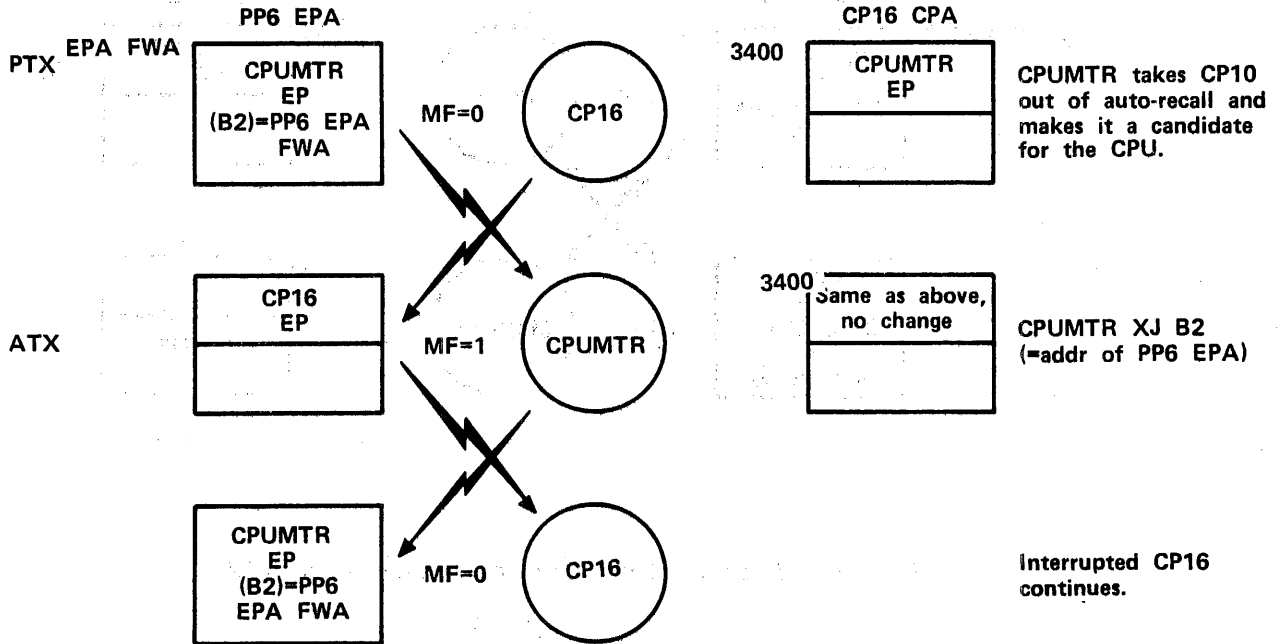 PP6 EPA
CP16 CPA
PTX
EPA FWA
CPUMTR
EP
(B2)=PP6 EPA
FWA
MF=0
CP16
3400
CPUMTR
EP
CPUMTR takes CP10
out of auto-recall and
makes it a candidate
for the CPU.
ATX
CP16
EP
MF=1
CPUMTR
3400
Same as above,
no change
CPUMTR XJ B2
(=addr of PP6 EPA)
CPUMTR
EP
(B2)=PP6
EPA FWA
MF=0
CP16
Interrupted CP16
continues.